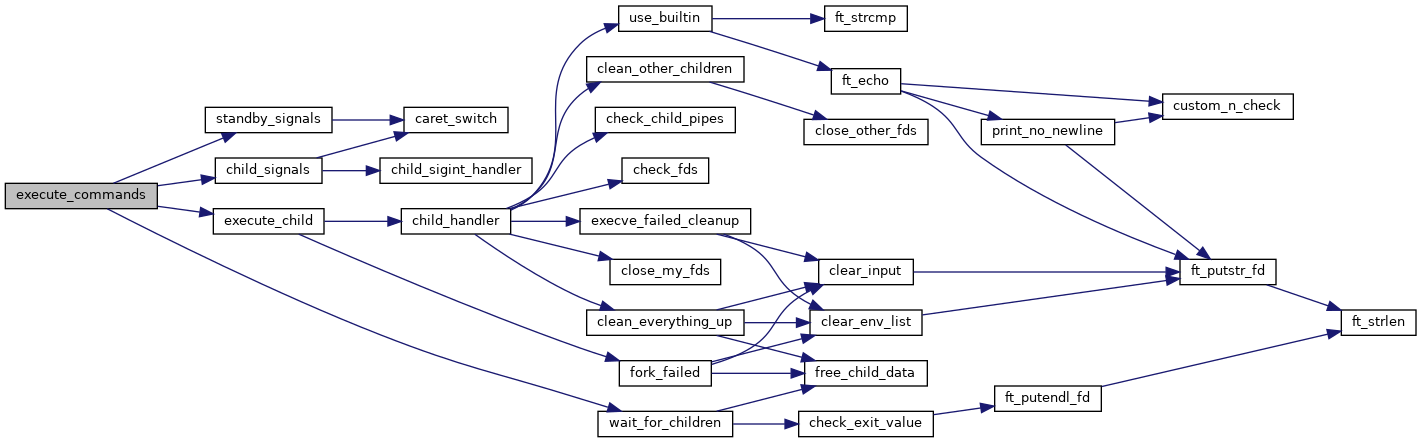 execute_commands
standby_signals
child_signals
execute_child
caret_switch
child_sigint_handler
child_handler
use_builtin
clean_other_children
check_child_pipes
check_fds
execve_failed_cleanup
close_my_fds
clean_everything_up
fork_failed
wait_for_children
ft_strcmp
ft_echo
close_other_fds
clear_input
clear_env_list
free_child_data
check_exit_value
print_no_newline
ft_putendl_fd
custom_n_check
ft_putstr_fd
ft_strlen